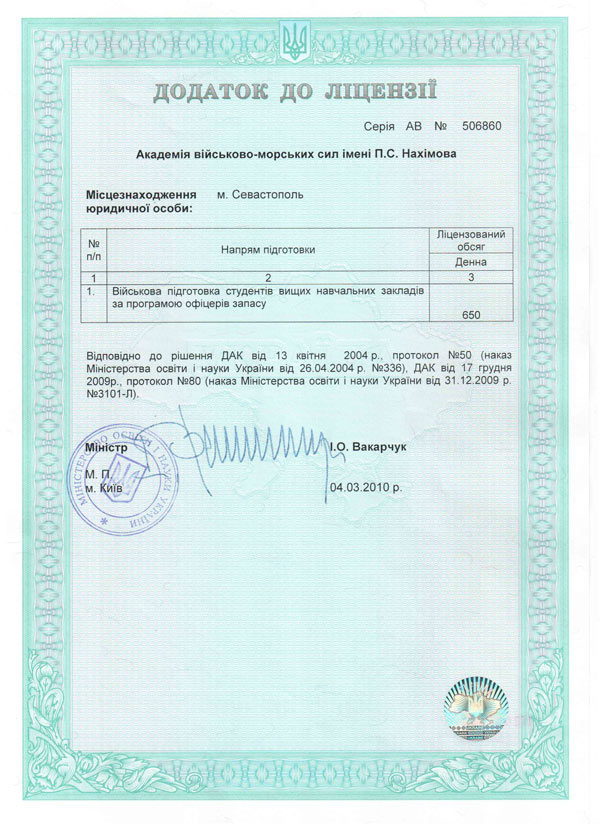 ДОДАТОК ДО ЛІЦЕНЗІЇ
Серія АВ № 506860
Академія військово-морських сил імені П.С. Нахімова
Місцезнаходження м. Севастополь
юридичної особи:
№ п/п
Напрям підготовки
Ліцензований обсяг
Денна
1 2 3
1. Військова підготовка студентів вищих навчальних закладів
за програмою офіцерів запасу
650
Відповідно до рішення ДАК від 13 квітня 2004 р., протокол №50 (наказ
Міністерства освіти і науки України від 26.04.2004 р. №336), ДАК від 17 грудня
2009р., протокол №80 (наказ Міністерства освіти і науки України від 31.12.2009 р.
№3101-Л).
Міністр І.О. Вакарчук
М. П.
м. Київ 04.03.2010 р.
МІНІСТЕРСТВО ОСВІТИ І НАУКИ УКРАЇНИ